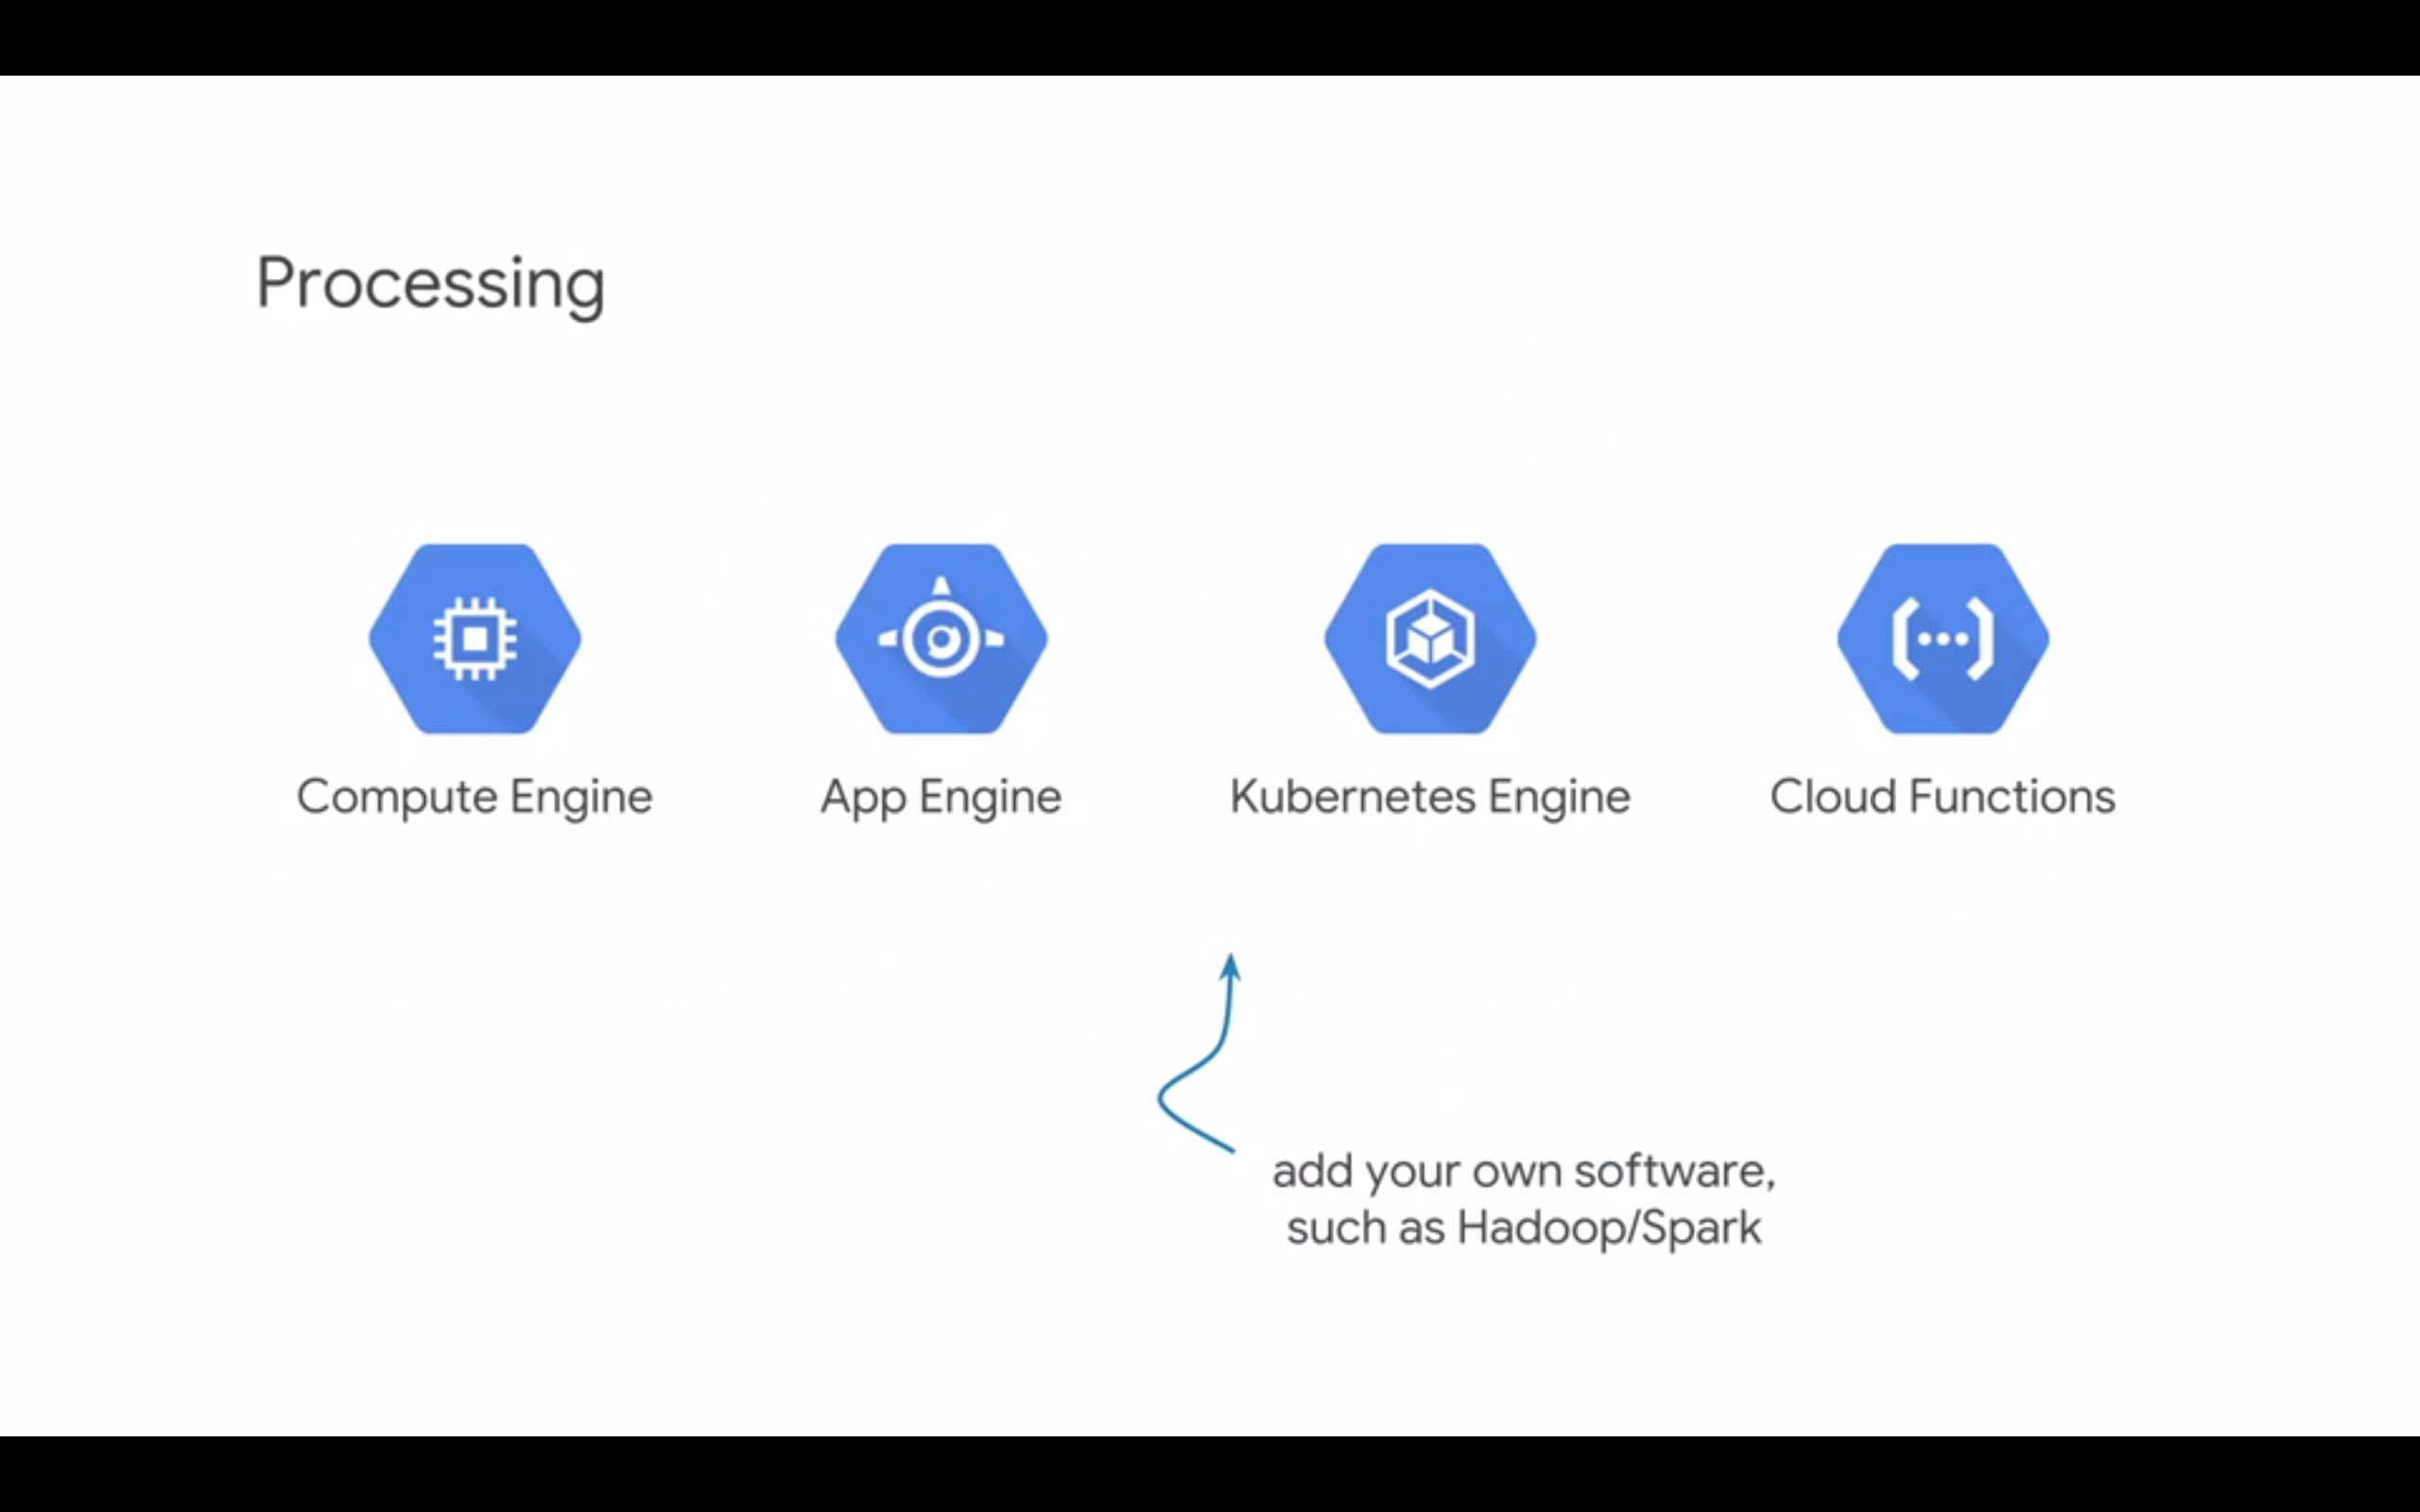 Processing
Compute Engine
App Engine
Kubernetes Engine
Cloud Functions
add your own software,
such as Hadoop/Spark